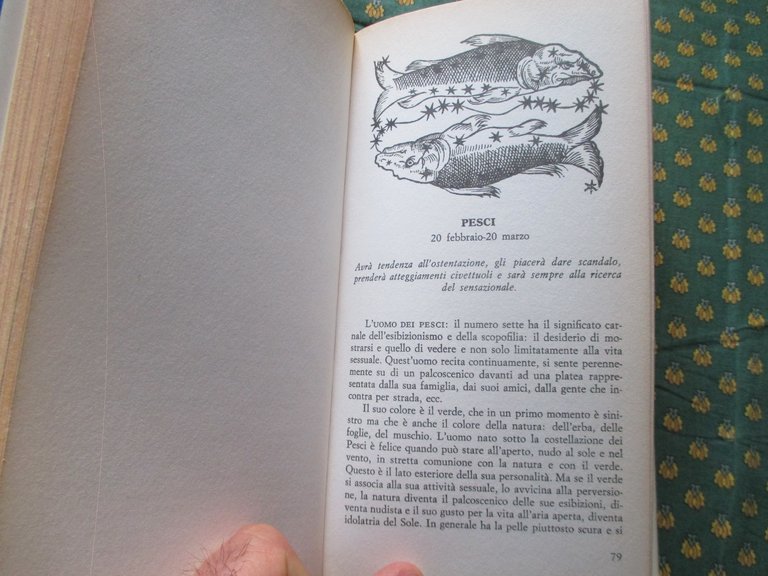 PESCI
20 febbraio-20 marzo
Avrà tendenza all'ostentazione, gli piacerà dare scandalo,
prenderà atteggiamenti civettuoli e sarà sempre alla ricerca
del sensazionale.
L'UOMO DEI PESCI: il numero sette ha il significato car-
nale dell'esibizionismo e della scopofilia: il desiderio di mo-
strarsi e quello di vedere e non solo limitatamente alla vita
sessuale. Quest'uomo recita continuamente, si sente perenne-
mente su di un palcoscenico davanti ad una platea rappre-
sentata dalla sua famiglia, dai suoi amici, dalla gente che in-
contra per strada, ecc.
Il suo colore è il verde, che in un primo momento è sini-
stro ma che è anche il colore della natura: dell'erba, delle
foglie, del muschio. L'uomo nato sotto la costellazione dei
Pesci è felice quando può stare all'aperto, nudo al sole e nel
vento, in stretta comunione con la natura e con il verde.
Questo è il lato esteriore della sua personalità. Ma se il verde
si associa alla sua attività sessuale, lo avvicina alla perversio-
ne, la natura diventa il palcoscenico delle sue esibizioni, di-
venta nudista e il suo gusto per la vita all'aria aperta, diventa
idolatria del Sole. In generale ha la pelle piuttosto scura e si
79